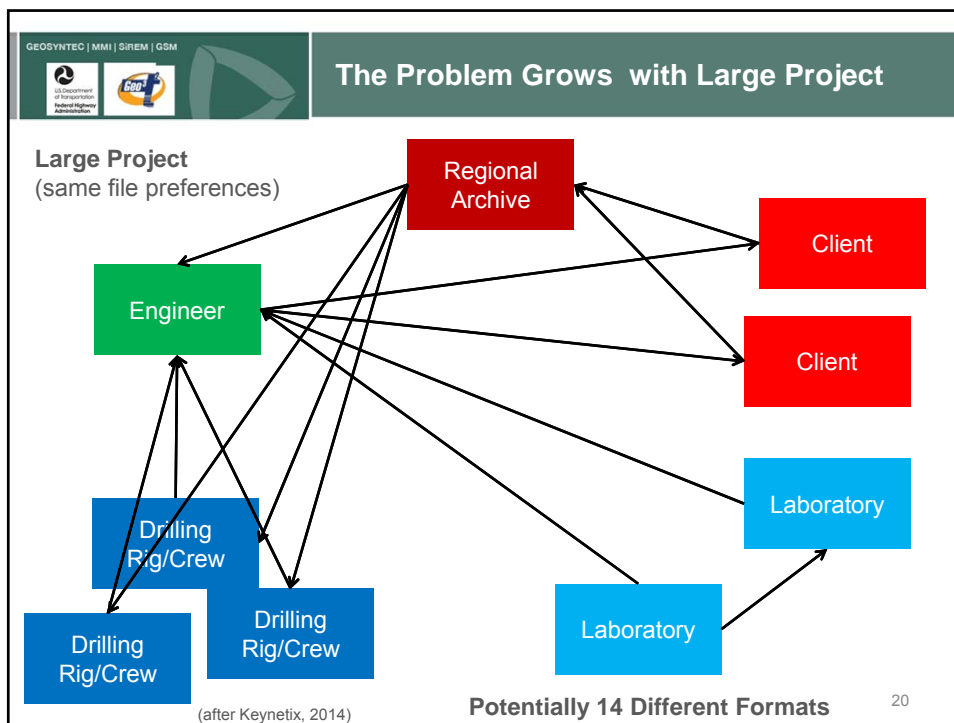 GEOSYNTEC | MMI | SiREM | GSM
U.S. Department
of Transportation
Federal Highway
Administration
Geo³t
The Problem Grows  with Large Project
Large Project
(same file preferences)
Regional
Archive
Client
Engineer
Client
Laboratory
Drilling
Rig/Crew
Drilling
Rig/Crew
Laboratory
Drilling
Rig/Crew
(after Keynetix, 2014)
Potentially 14 Different Formats
20